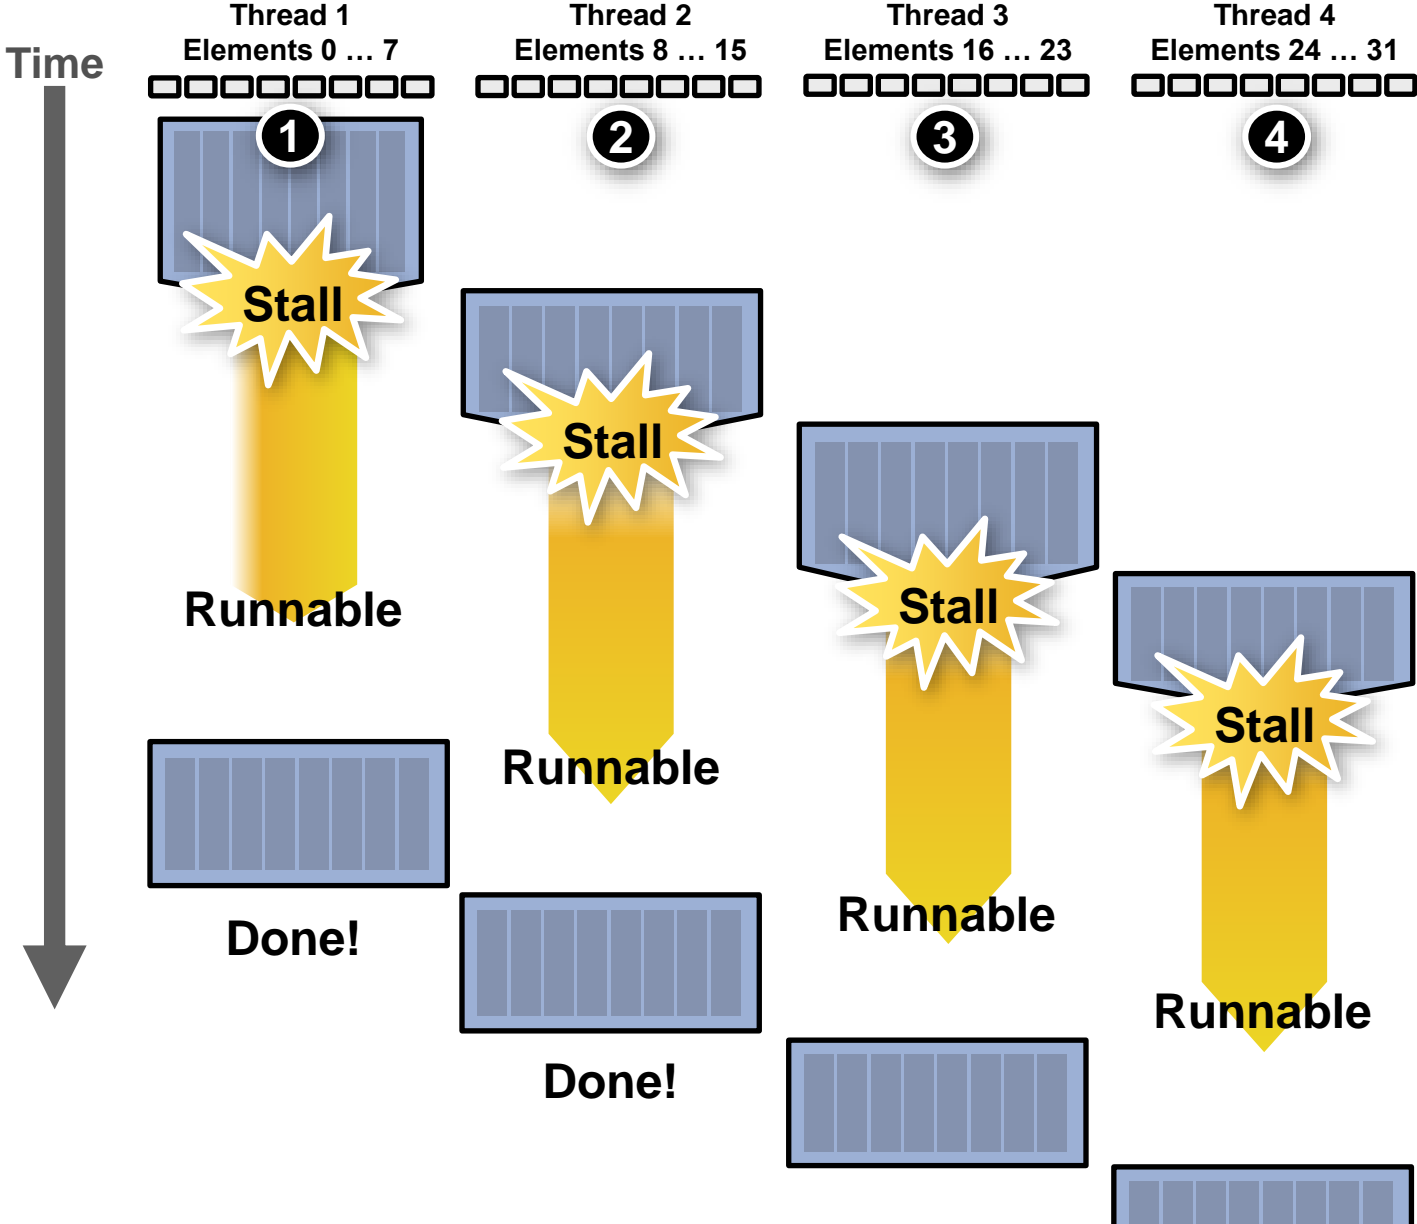 Thread 1
Elements 0 … 7
Thread 2
Elements 8 … 15
Thread 3
Elements 16 … 23
Thread 4
Elements 24 … 31
Time
1
2
3
4
Stall
Stall
Stall
Runnable
Stall
Runnable
Runnable
Done!
Runnable
Done!